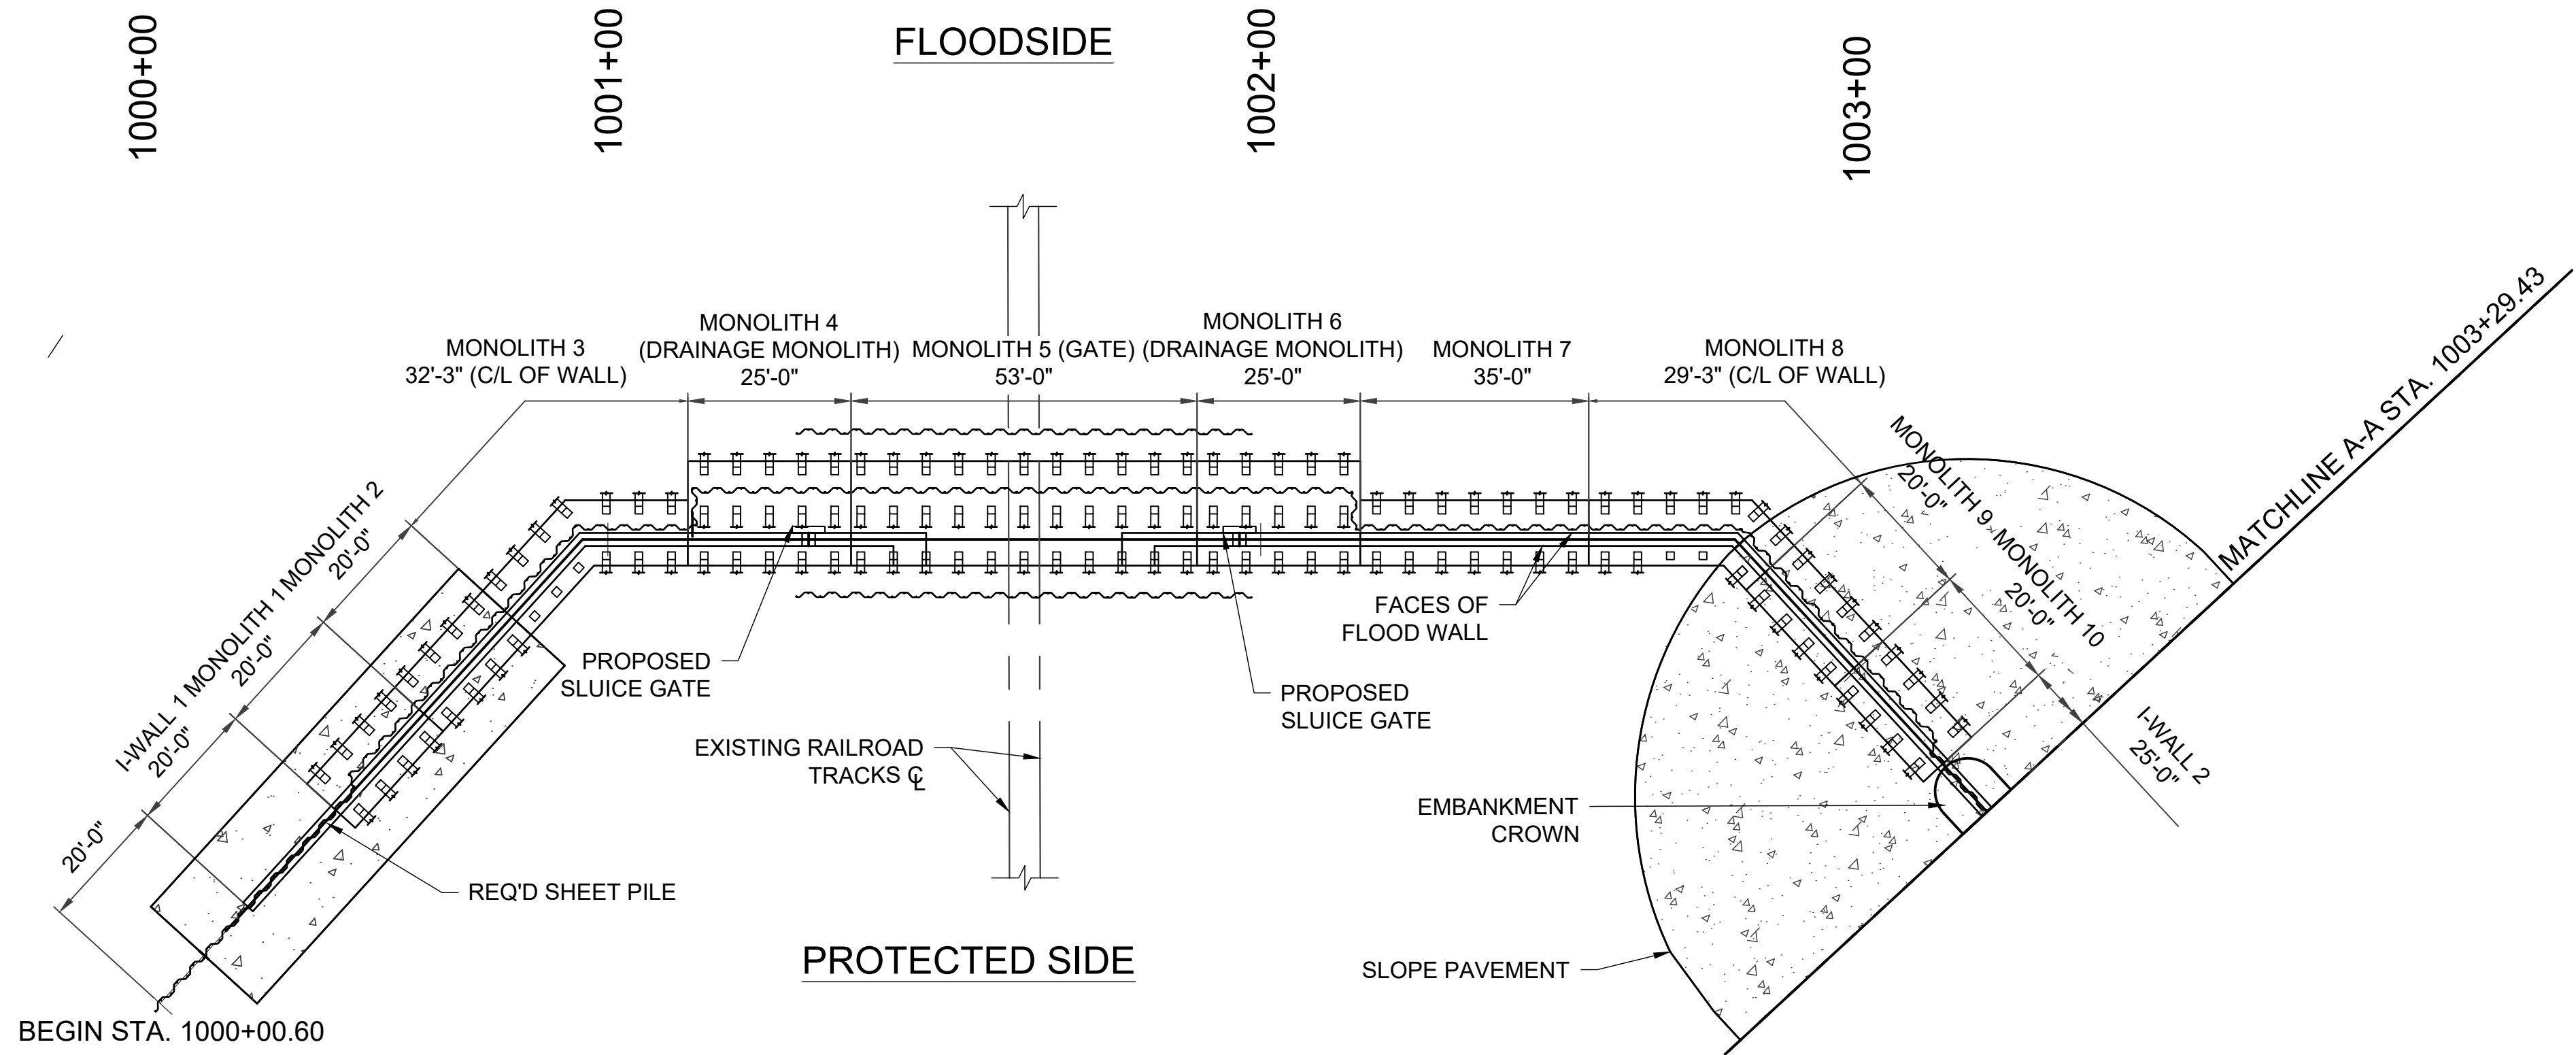 1000+00
1001+00
FLOODSIDE
1002+00
1003+00
MONOLITH 3
32'-3" (C/L OF WALL)
MONOLITH 4
(DRAINAGE MONOLITH)
25'-0"
MONOLITH 5 (GATE)
53'-0"
MONOLITH 6
(DRAINAGE MONOLITH)
25'-0"
MONOLITH 7
35'-0"
MONOLITH 8
29'-3" (C/L OF WALL)
MONOLITH 9
20'-0"
MONOLITH 10
20'-0"
I-WALL 2
25'-0"
MATCHLINE A-A STA. 1003+29.43
MONOLITH 2
20'-0"
MONOLITH 1
20'-0"
I-WALL 1
20'-0"
20'-0"
FACES OF
FLOOD WALL
PROPOSED
SLUICE GATE
PROPOSED
SLUICE GATE
EXISTING RAILROAD
TRACKS ℄
EMBANKMENT
CROWN
REQ'D SHEET PILE
PROTECTED SIDE
SLOPE PAVEMENT
BEGIN STA. 1000+00.60